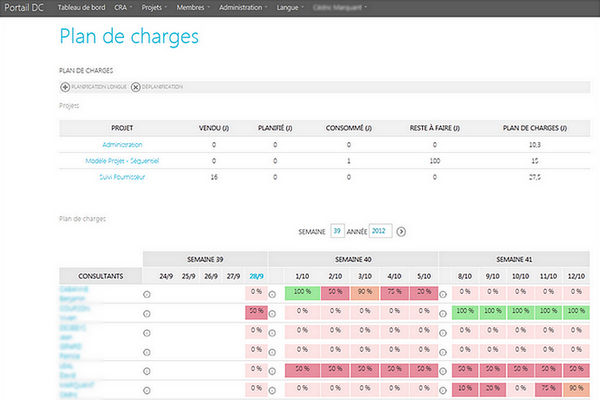 Portail DC Tableau de bord CRA Projets Membres Administration Langue Cédric Marquant
Plan de charges
PLAN DE CHARGES
PLANIFICATION LONGUE DÉPLANIFICATION
Projets
PROJET VENDU (J) PLANIFIÉ (J) CONSOMMÉ (J) RESTE À FAIRE (J) PLAN DE CHARGES (J)
Administration 0 0 0 0 10,3
Modèle Projet - Séquentiel 0 0 1 100 15
Suivi Fournisseur 16 0 0 0 27,5
Plan de charges
SEMAINE 39 ANNÉE 2012
SEMAINE 39 SEMAINE 40 SEMAINE 41
CONSULTANTS 24/9 25/9 26/9 27/9 28/9 1/10 2/10 3/10 4/10 5/10 8/10 9/10 10/10 11/10 12/10
0 % 100 % 50 % 90 % 75 % 20 % 0 % 0 % 0 % 0 % 0 %
Benjamin
50 % 0 % 0 % 0 % 0 % 0 % 100 % 100 % 100 % 100 % 100 %
0 % 0 % 0 % 0 % 0 % 0 % 0 % 0 % 0 % 0 % 0 %
0 % 0 % 0 % 0 % 0 % 0 % 0 % 0 % 0 % 0 % 0 %
0 % 50 % 50 % 50 % 50 % 50 % 50 % 50 % 50 % 50 % 50 %
David
MARQUANT 0 % 0 % 0 % 0 % 0 % 0 % 10 % 20 % 0 % 75 % 90 %
Cédric